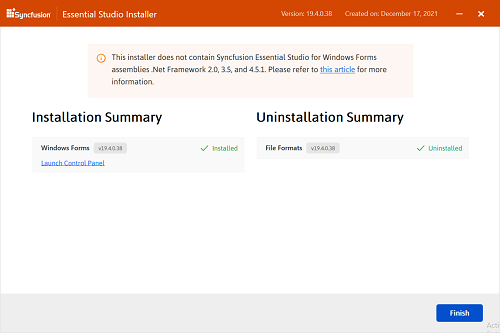 Syncfusion | Essential Studio Installer Version: 19.4.0.38 Created on: December 17, 2021
This installer does not contain Syncfusion Essential Studio for Windows Forms
assemblies .Net Framework 2.0, 3.5, and 4.5.1. Please refer to this article for more
information.
Installation Summary
Windows Forms v19.4.0.38 Installed
Launch Control Panel
Uninstallation Summary
File Formats v19.4.0.38 Uninstalled
Finish
Acti